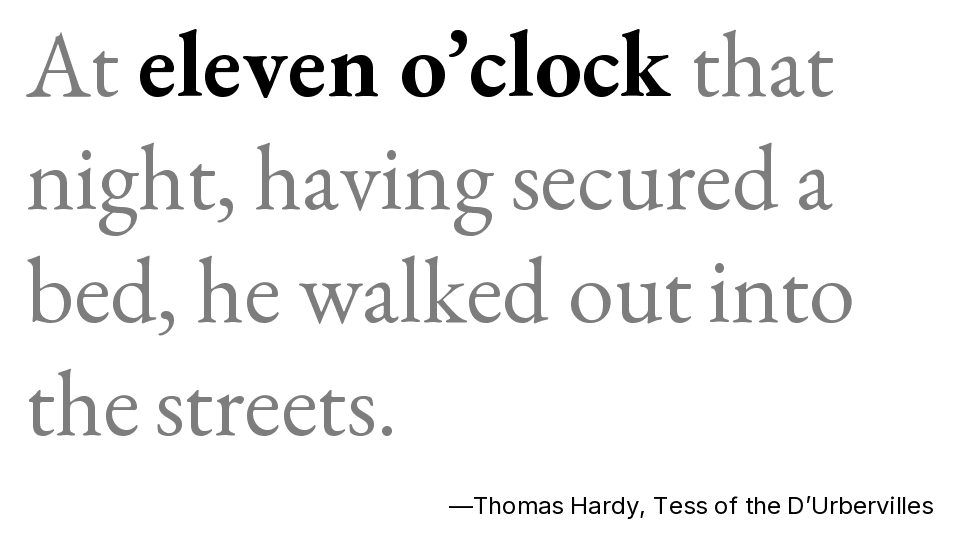 At eleven o’clock that
night, having secured a
bed, he walked out into
the streets.
—Thomas Hardy, Tess of the D’Urbervilles